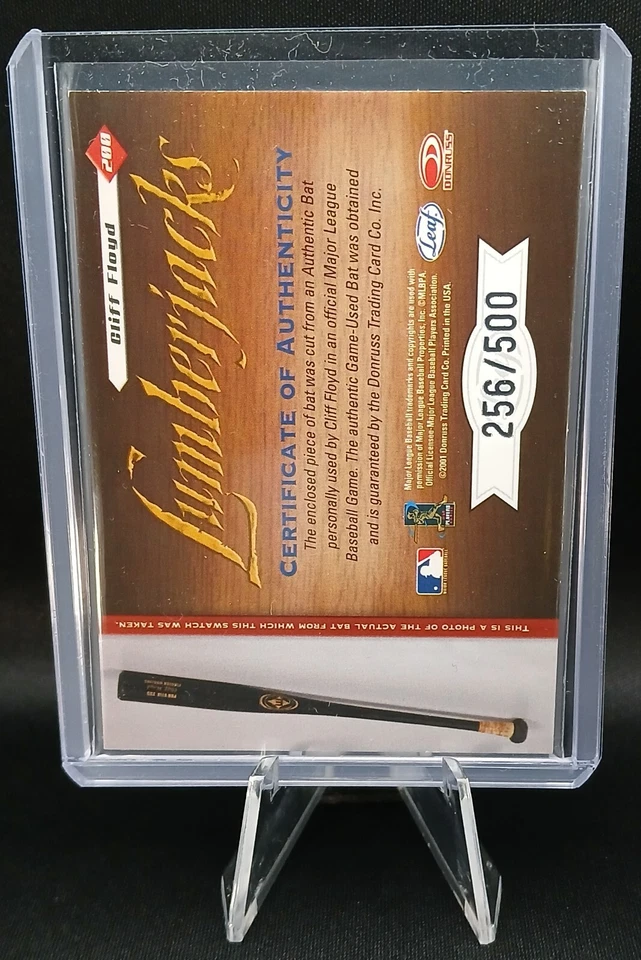 200
Cliff Floyd
Lumberjacks
CERTIFICATE OF AUTHENTICITY
The enclosed piece of bat was cut from an Authentic Bat
personally used by Cliff Floyd in an official Major League
Baseball Game. The authentic Game-Used Bat was obtained
and is guaranteed by the Donruss Trading Card Co. Inc.
Major League Baseball trademarks and copyrights are used with
permission of Major League Baseball Properties, Inc. ©MLBPA.
Official Licensee-Major League Baseball Players Association.
©2001 Donruss Trading Card Co. Printed in the USA.
Leaf
DONRUSS
256/500
THIS IS A PHOTO OF THE ACTUAL BAT FROM WHICH THIS SWATCH WAS TAKEN.